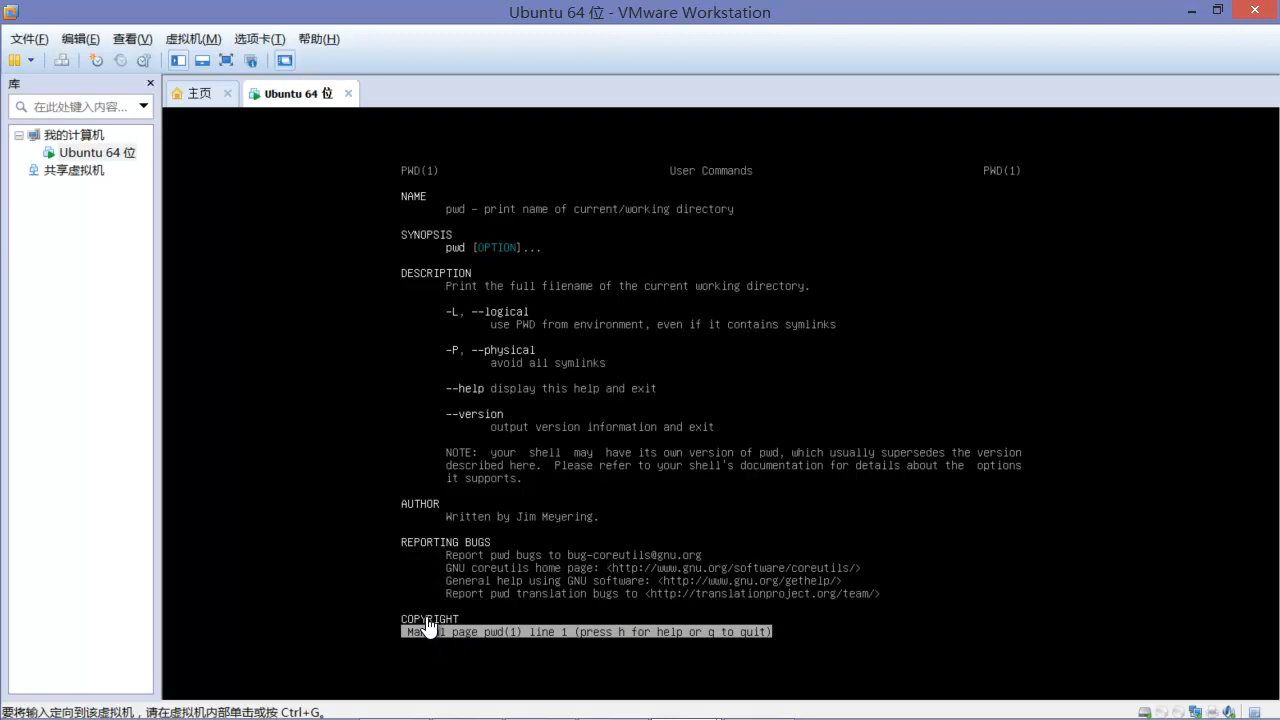 Ubuntu 64 位 - VMware Workstation
文件(F) 编辑(E) 查看(V) 虚拟机(M) 选项卡(T) 帮助(H)
库
在此处键入内容...
我的计算机
Ubuntu 64 位
共享虚拟机
主页
Ubuntu 64 位
PWD(1) User Commands PWD(1)
NAME
pwd - print name of current/working directory
SYNOPSIS
pwd [OPTION]...
DESCRIPTION
Print the full filename of the current working directory.
-L, --logical
use PWD from environment, even if it contains symlinks
-P, --physical
avoid all symlinks
--help display this help and exit
--version
output version information and exit
NOTE: your shell may have its own version of pwd, which usually supersedes the version
described here. Please refer to your shell's documentation for details about the options
it supports.
AUTHOR
Written by Jim Meyering.
REPORTING BUGS
Report pwd bugs to bug-coreutils@gnu.org
GNU coreutils home page: <http://www.gnu.org/software/coreutils/>
General help using GNU software: <http://www.gnu.org/gethelp/>
Report pwd translation bugs to <http://translationproject.org/team/>
COPYRIGHT
page pwd(1) line 1 (press h for help or q to quit)
要将输入定向到该虚拟机，请在虚拟机内部单击或按 Ctrl+G。